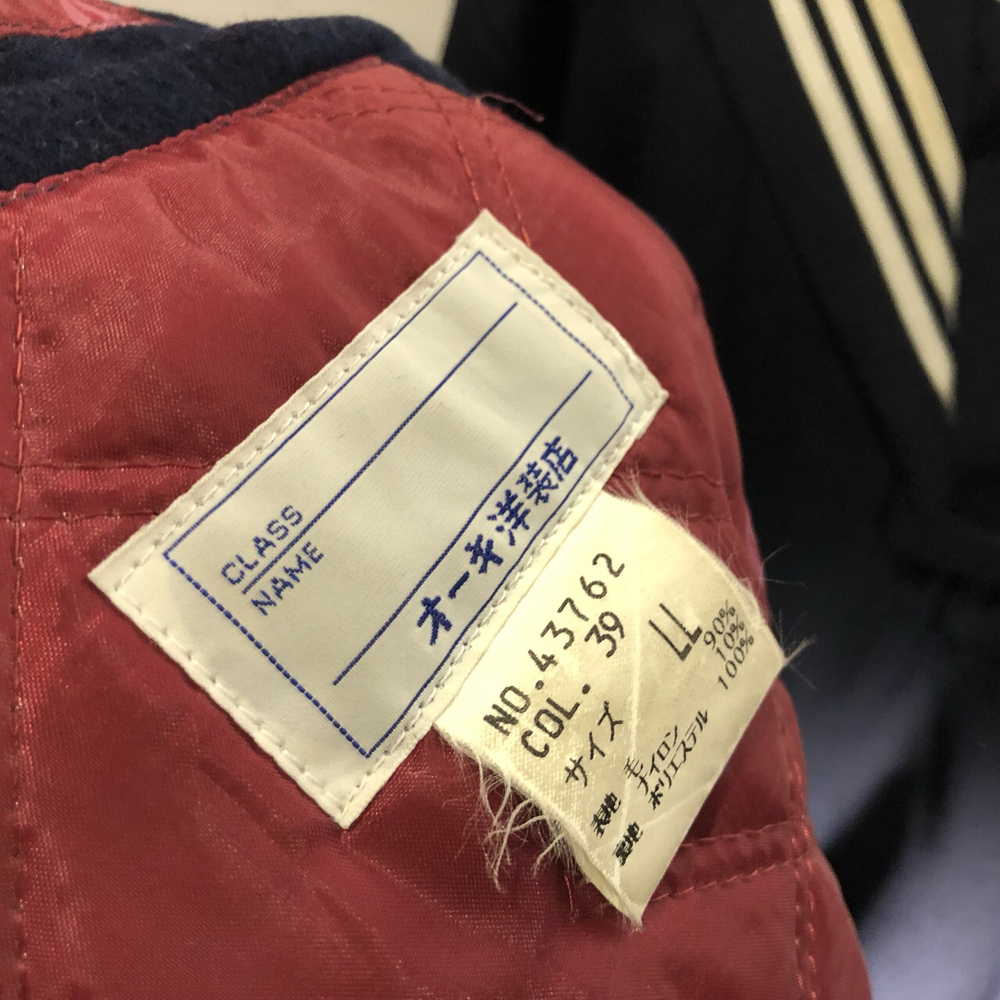 CLASS
NAME
オーキ洋装店
NO.43762
COL. 39
サイズ LL
表地 毛 90%
ナイロン 10%
裏地 ポリエステル 100%